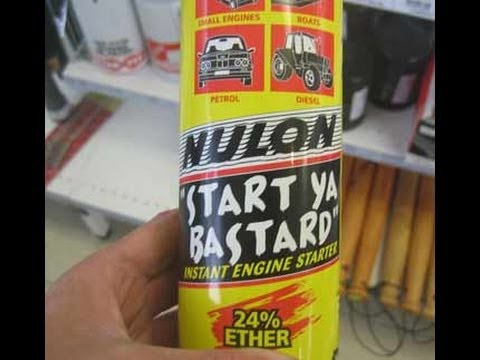 SMALL ENGINES BOATS
PETROL DIESEL
NULON
"START YA
BASTARD"
INSTANT ENGINE STARTER
24%
ETHER